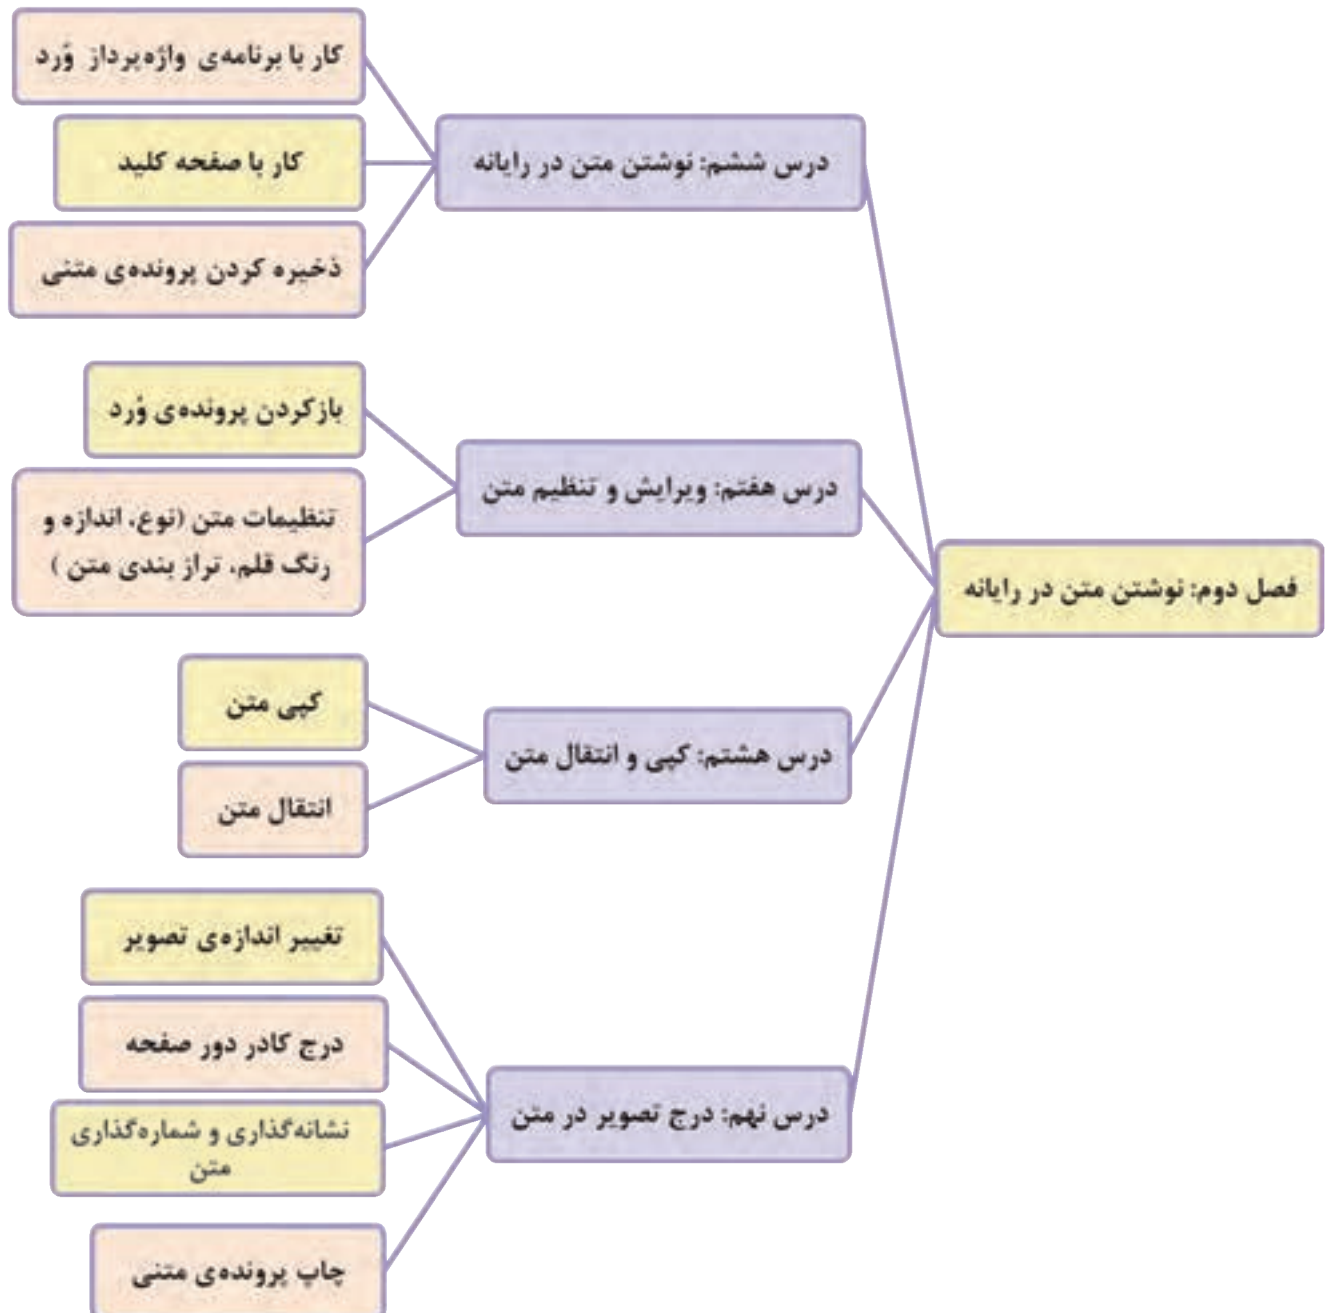 فصل دوم: نوشتن متن در رایانه
درس ششم: نوشتن متن در رایانه
کار با برنامه‌ی واژه‌پرداز وُرد
کار با صفحه کلید
ذخیره کردن پرونده‌ی متنی
درس هفتم: ویرایش و تنظیم متن
بازکردن پرونده‌ی وُرد
تنظیمات متن (نوع، اندازه و
رنگ قلم، تراز بندی متن )
درس هشتم: کپی و انتقال متن
کپی متن
انتقال متن
درس نهم: درج تصویر در متن
تغییر اندازه‌ی تصویر
درج کادر دور صفحه
نشانه‌گذاری و شماره‌گذاری
متن
چاپ پرونده‌ی متنی